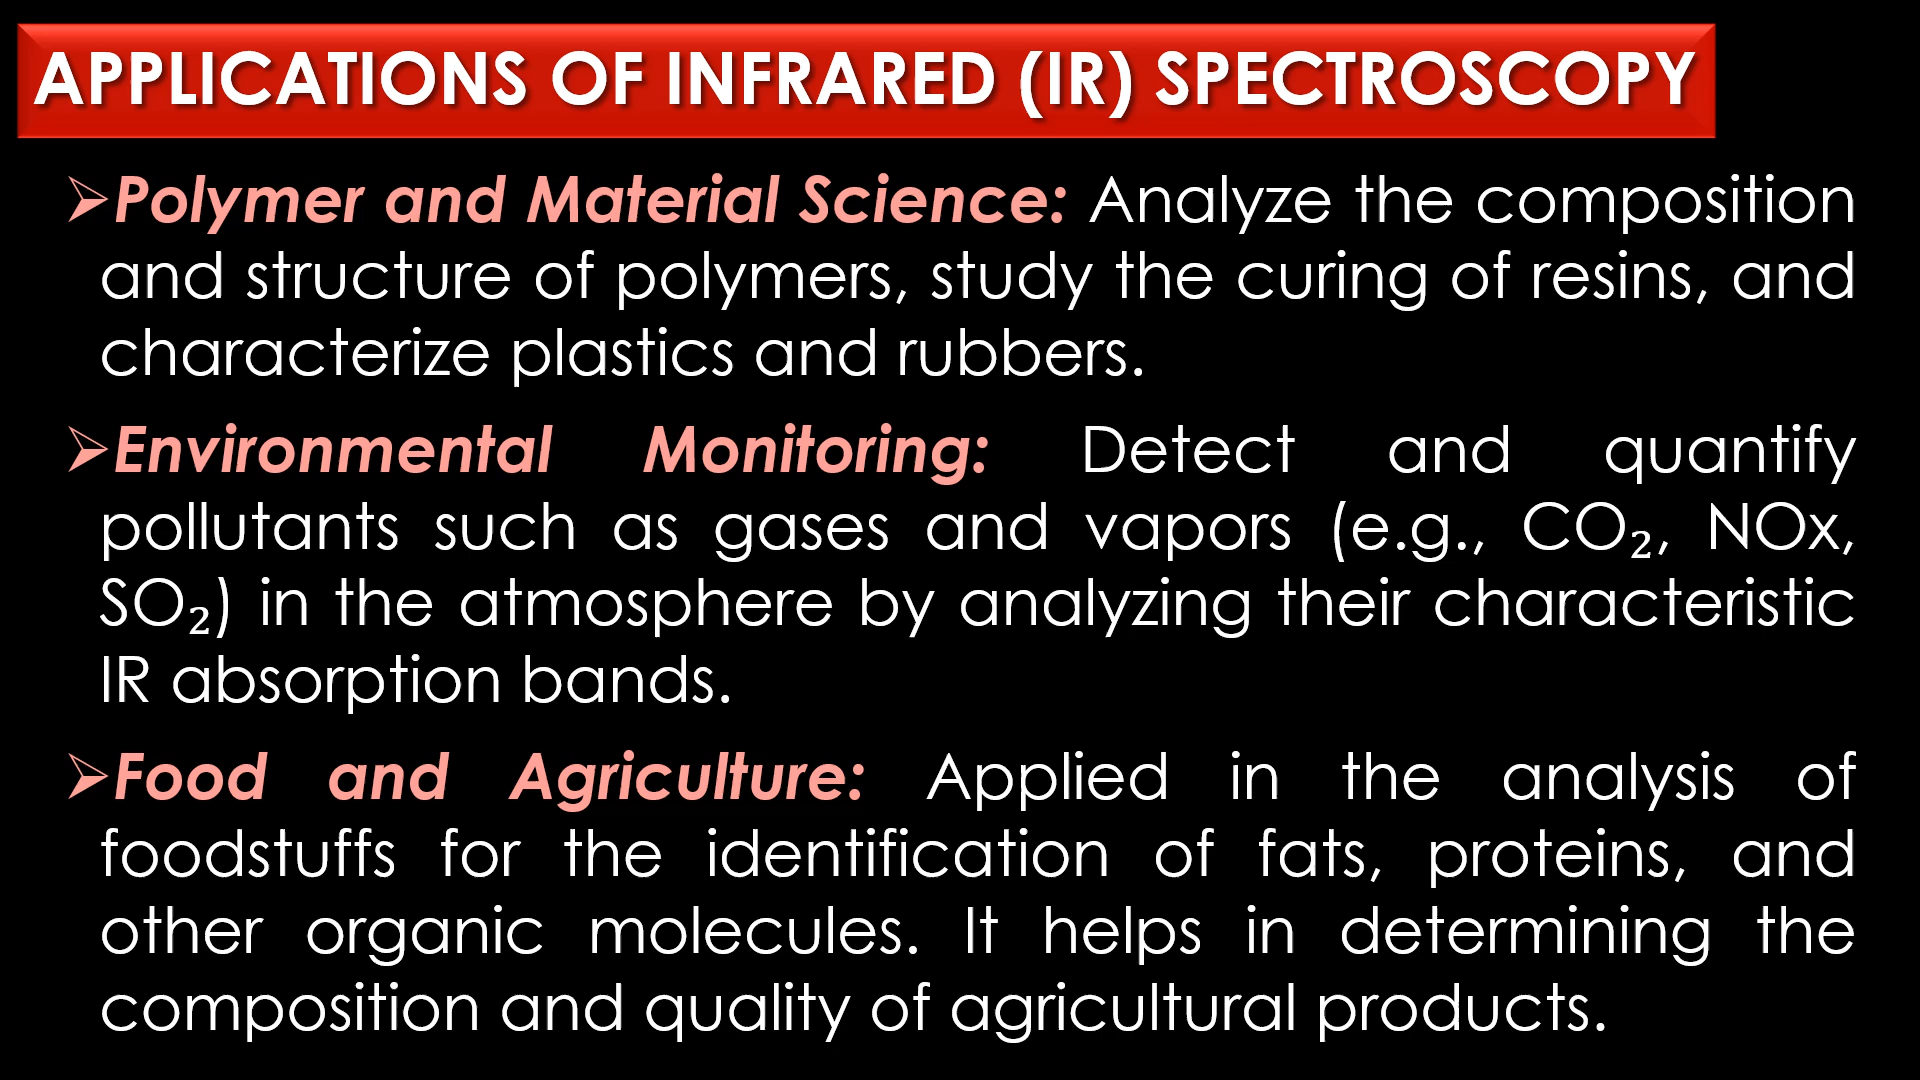 APPLICATIONS OF INFRARED (IR) SPECTROSCOPY
➢Polymer and Material Science: Analyze the composition
and structure of polymers, study the curing of resins, and
characterize plastics and rubbers.
➢Environmental Monitoring: Detect and quantify
pollutants such as gases and vapors (e.g., CO₂, NOx,
SO₂) in the atmosphere by analyzing their characteristic
IR absorption bands.
➢Food and Agriculture: Applied in the analysis of
foodstuffs for the identification of fats, proteins, and
other organic molecules. It helps in determining the
composition and quality of agricultural products.